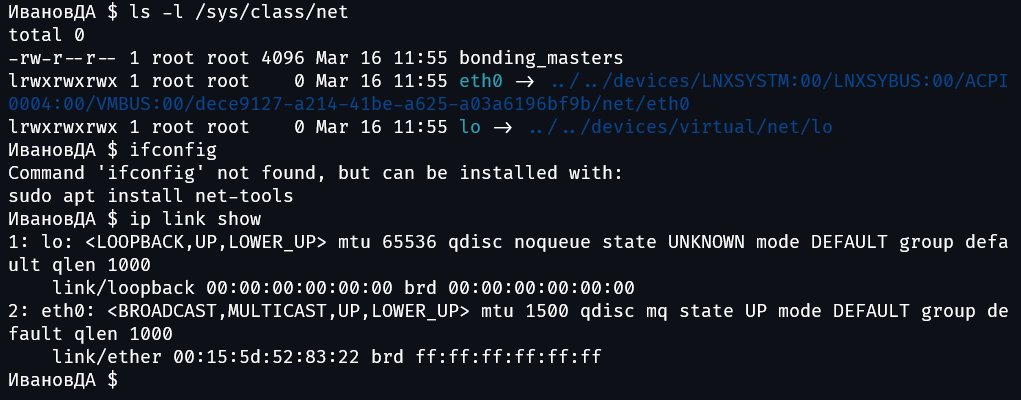 ИвановДА $ ls -l /sys/class/net
total 0
-rw-r--r-- 1 root root 4096 Mar 16 11:55 bonding_masters
lrwxrwxrwx 1 root root    0 Mar 16 11:55 eth0 -> ../../devices/LNXSYSTM:00/LNXSYBUS:00/ACPI
0004:00/VMBUS:00/dece9127-a214-41be-a625-a03a6196bf9b/net/eth0
lrwxrwxrwx 1 root root    0 Mar 16 11:55 lo -> ../../devices/virtual/net/lo
ИвановДА $ ifconfig
Command 'ifconfig' not found, but can be installed with:
sudo apt install net-tools
ИвановДА $ ip link show
1: lo: <LOOPBACK,UP,LOWER_UP> mtu 65536 qdisc noqueue state UNKNOWN mode DEFAULT group defa
ult qlen 1000
    link/loopback 00:00:00:00:00:00 brd 00:00:00:00:00:00
2: eth0: <BROADCAST,MULTICAST,UP,LOWER_UP> mtu 1500 qdisc mq state UP mode DEFAULT group de
fault qlen 1000
    link/ether 00:15:5d:52:83:22 brd ff:ff:ff:ff:ff:ff
ИвановДА $